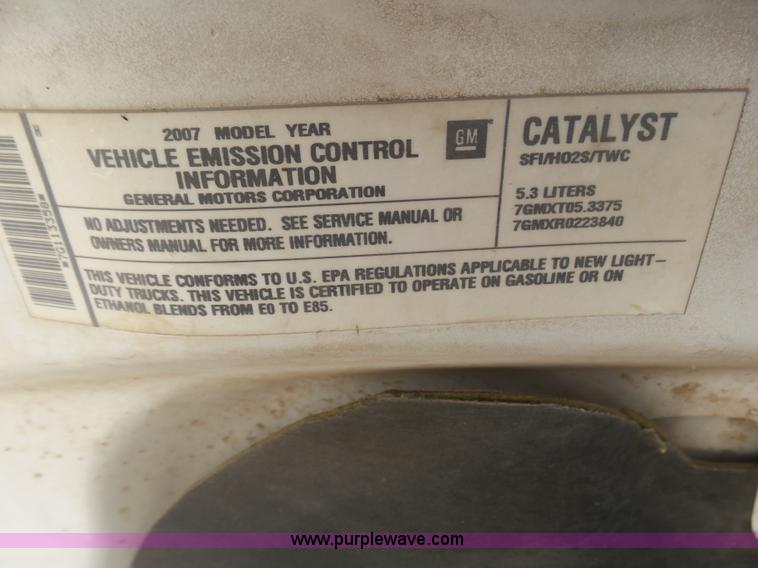 H
*7G11335B*
2007 MODEL YEAR
VEHICLE EMISSION CONTROL
INFORMATION
GENERAL MOTORS CORPORATION
GM
NO ADJUSTMENTS NEEDED. SEE SERVICE MANUAL OR
OWNERS MANUAL FOR MORE INFORMATION.
THIS VEHICLE CONFORMS TO U.S. EPA REGULATIONS APPLICABLE TO NEW LIGHT-
DUTY TRUCKS. THIS VEHICLE IS CERTIFIED TO OPERATE ON GASOLINE OR ON
ETHANOL BLENDS FROM E0 TO E85.
CATALYST
SFI/HO2S/TWC
5.3 LITERS
7GMXT05.3375
7GMXR0223840
www.purplewave.com